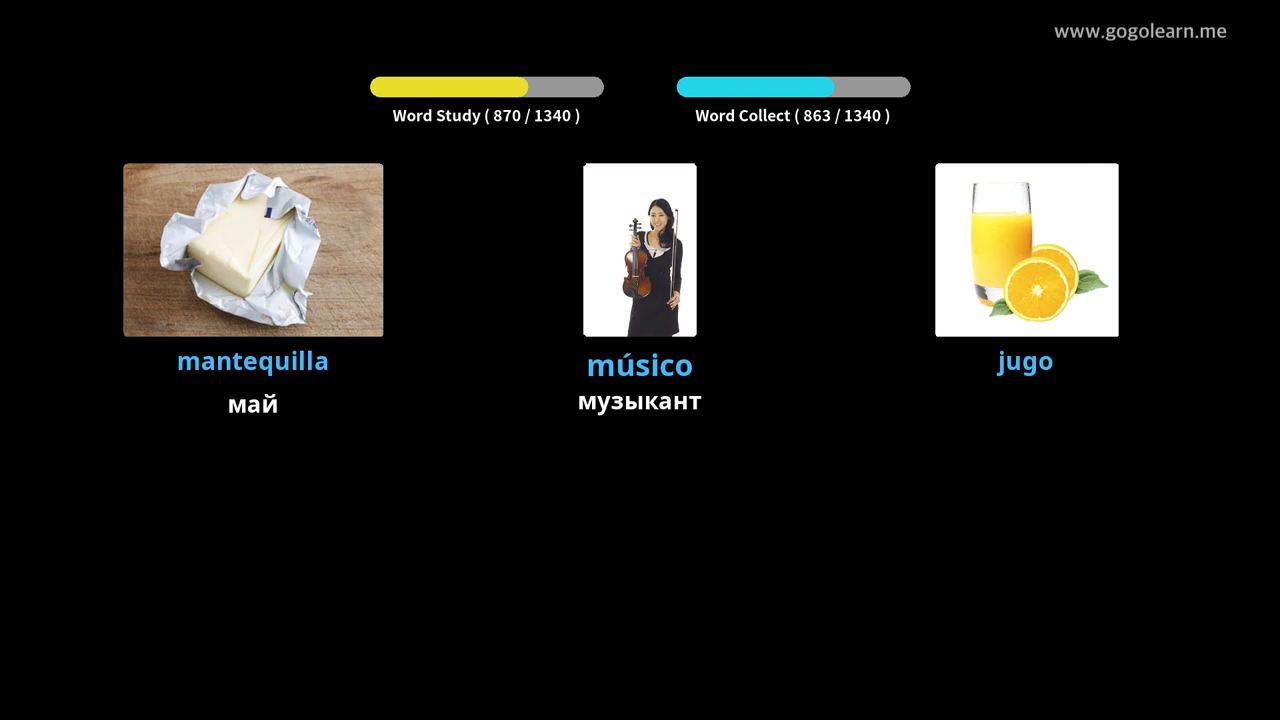 www.gogolearn.me
Word Study ( 870 / 1340 )
Word Collect ( 863 / 1340 )
mantequilla
músico
jugo
май
музыкант